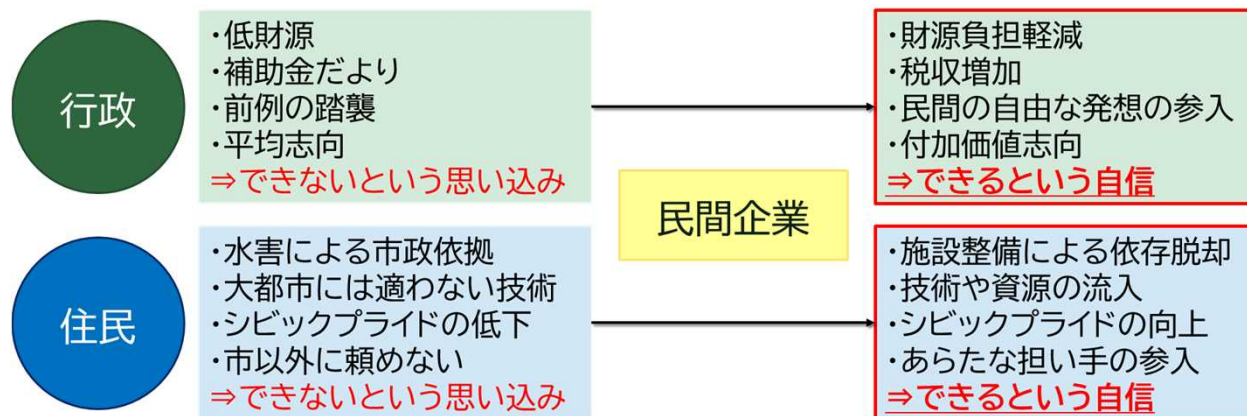 行政
・低財源
・補助金だより
・前例の踏襲
・平均志向
⇒できないという思い込み
・財源負担軽減
・税収増加
・民間の自由な発想の参入
・付加価値志向
⇒できるという自信
民間企業
住民
・水害による市政依拠
・大都市には適わない技術
・シビックプライドの低下
・市以外に頼めない
⇒できないという思い込み
・施設整備による依存脱却
・技術や資源の流入
・シビックプライドの向上
・あらたな担い手の参入
⇒できるという自信